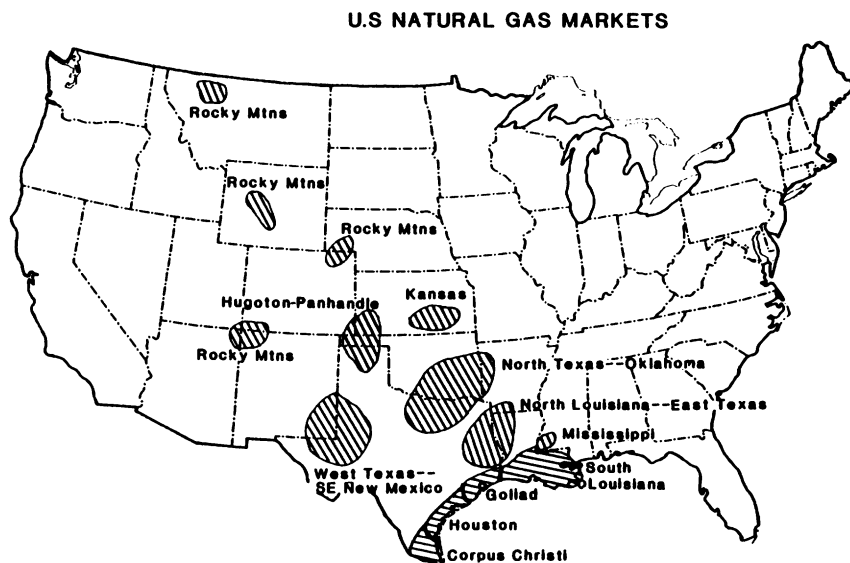 U.S NATURAL GAS MARKETS
Rocky Mtns
Rocky Mtns
Rocky Mtns
Hugoton-Panhandle
Kansas
Rocky Mtns
North Texas--Oklahoma
North Louisiana--East Texas
Mississippi
West Texas--
SE New Mexico
South
Louisiana
Goliad
Houston
Corpus Christi